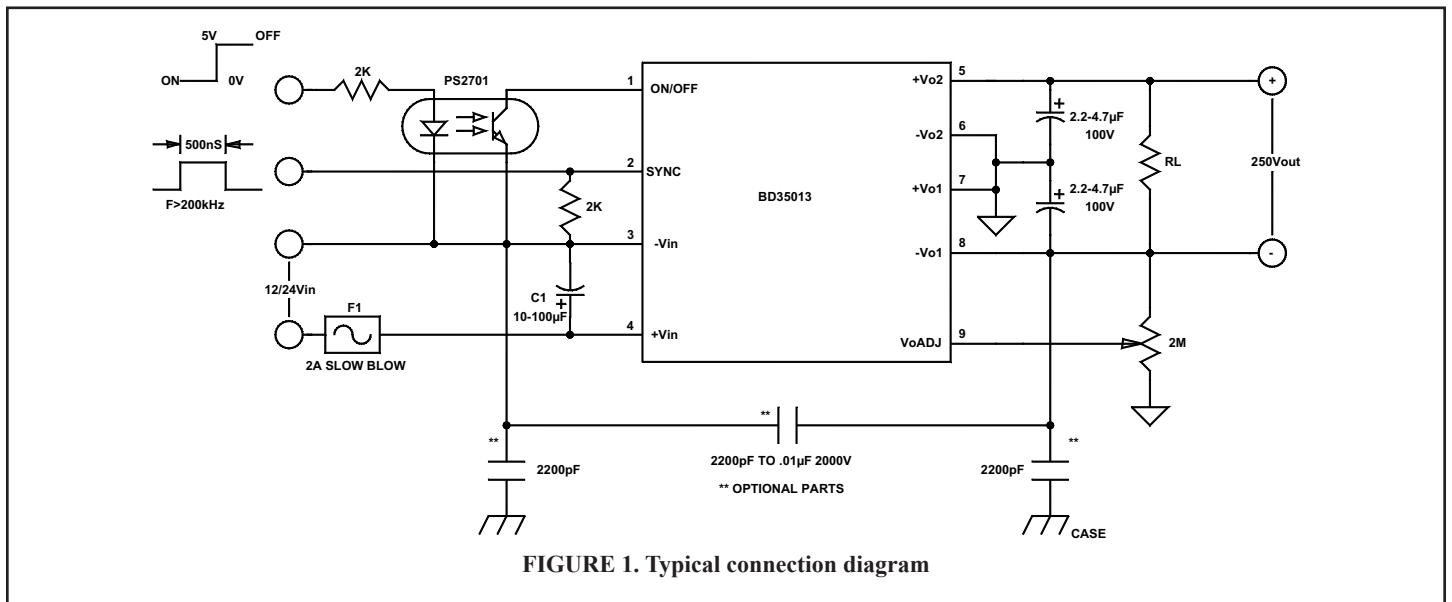 5V OFF
ON 0V
2K
PS2701
500nS
F>200kHz
12/24Vin
F1
2A SLOW BLOW
2K
C1
10-100µF
1 ON/OFF
2 SYNC
3 -Vin
4 +Vin
BD35013
+Vo2 5
-Vo2 6
+Vo1 7
-Vo1 8
VoADJ 9
+
2.2-4.7µF
100V
+
2.2-4.7µF
100V
RL
+
250Vout
-
2M
+
**
2200pF
**
2200pF TO .01µF 2000V
** OPTIONAL PARTS
**
2200pF
CASE
FIGURE 1. Typical connection diagram